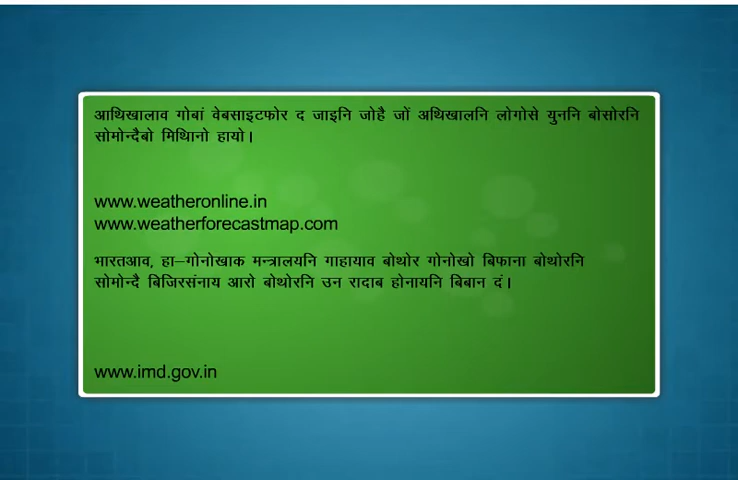 आथिखालाव गोबां वेबसाइटफोर द जाइनि जोहै जों अथिखालनि लोगोसे युननि बोसोरनि
सोमोन्दैबो मिथिानो हायो।
www.weatheronline.in
www.weatherforecastmap.com
भारतआव, हा–गोनोखाक मन्त्रालयनि गाहायाव बोथोर गोनोखो बिफाना बोथोरनि
सोमोन्दै बिजिरसंनाय आरो बोथोरनि उन रादाब होनायनि बिबान दं।
www.imd.gov.in